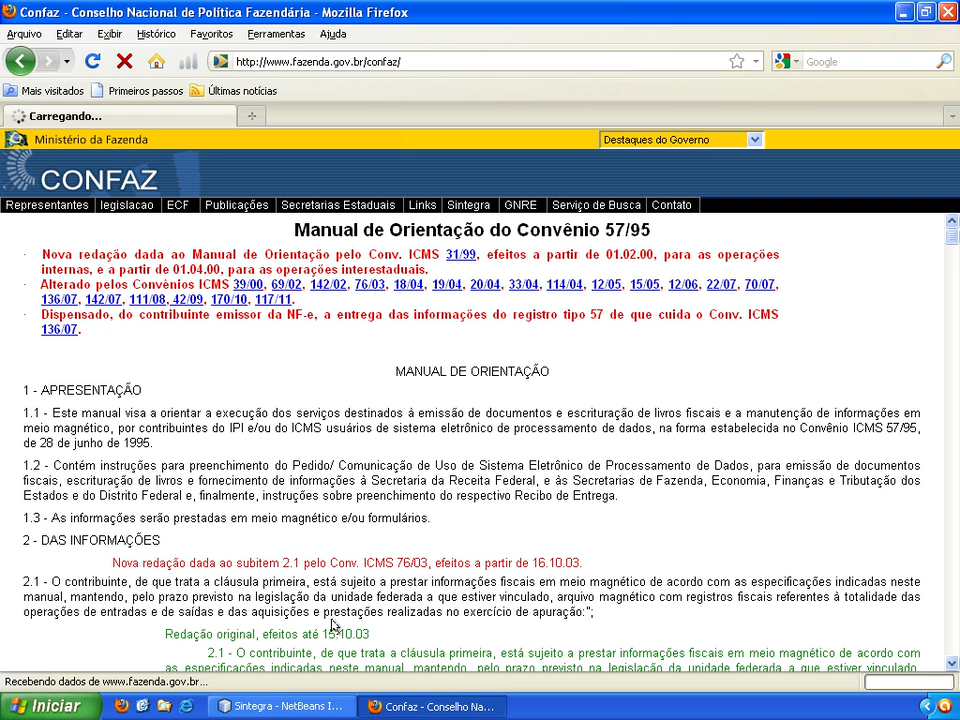 Confaz - Conselho Nacional de Política Fazendária - Mozilla Firefox
Arquivo Editar Exibir Histórico Favoritos Ferramentas Ajuda
http://www.fazenda.gov.br/confaz/ Google
Mais visitados Primeiros passos Últimas notícias
Carregando...
Ministério da Fazenda Destaques do Governo
CONFAZ
Representantes legislacao ECF Publicações Secretarias Estaduais Links Sintegra GNRE Serviço de Busca Contato
Manual de Orientação do Convênio 57/95
· Nova redação dada ao Manual de Orientação pelo Conv. ICMS 31/99, efeitos a partir de 01.02.00, para as operações
internas, e a partir de 01.04.00, para as operações interestaduais.
· Alterado pelos Convênios ICMS 39/00, 69/02, 142/02, 76/03, 18/04, 19/04, 20/04, 33/04, 114/04, 12/05, 15/05, 12/06, 22/07, 70/07,
136/07, 142/07, 111/08, 42/09, 170/10, 117/11.
· Dispensado, do contribuinte emissor da NF-e, a entrega das informações do registro tipo 57 de que cuida o Conv. ICMS
136/07.
MANUAL DE ORIENTAÇÃO
1 - APRESENTAÇÃO
1.1 - Este manual visa a orientar a execução dos serviços destinados à emissão de documentos e escrituração de livros fiscais e a manutenção de informações em
meio magnético, por contribuintes do IPI e/ou do ICMS usuários de sistema eletrônico de processamento de dados, na forma estabelecida no Convênio ICMS 57/95,
de 28 de junho de 1995.
1.2 - Contém instruções para preenchimento do Pedido/ Comunicação de Uso de Sistema Eletrônico de Processamento de Dados, para emissão de documentos
fiscais, escrituração de livros e fornecimento de informações à Secretaria da Receita Federal, e às Secretarias de Fazenda, Economia, Finanças e Tributação dos
Estados e do Distrito Federal e, finalmente, instruções sobre preenchimento do respectivo Recibo de Entrega.
1.3 - As informações serão prestadas em meio magnético e/ou formulários.
2 - DAS INFORMAÇÕES
Nova redação dada ao subitem 2.1 pelo Conv. ICMS 76/03, efeitos a partir de 16.10.03.
2.1 - O contribuinte, de que trata a cláusula primeira, está sujeito a prestar informações fiscais em meio magnético de acordo com as especificações indicadas neste
manual, mantendo, pelo prazo previsto na legislação da unidade federada a que estiver vinculado, arquivo magnético com registros fiscais referentes à totalidade das
operações de entradas e de saídas e das aquisições e prestações realizadas no exercício de apuração:";
Redação original, efeitos até 15.10.03
2.1 - O contribuinte, de que trata a cláusula primeira, está sujeito a prestar informações fiscais em meio magnético de acordo com
as especificações indicadas neste manual, mantendo, pelo prazo previsto na legislação da unidade federada a que estiver vinculado,
Recebendo dados de www.fazenda.gov.br...
Iniciar Sintegra - NetBeans I... Confaz - Conselho Na...